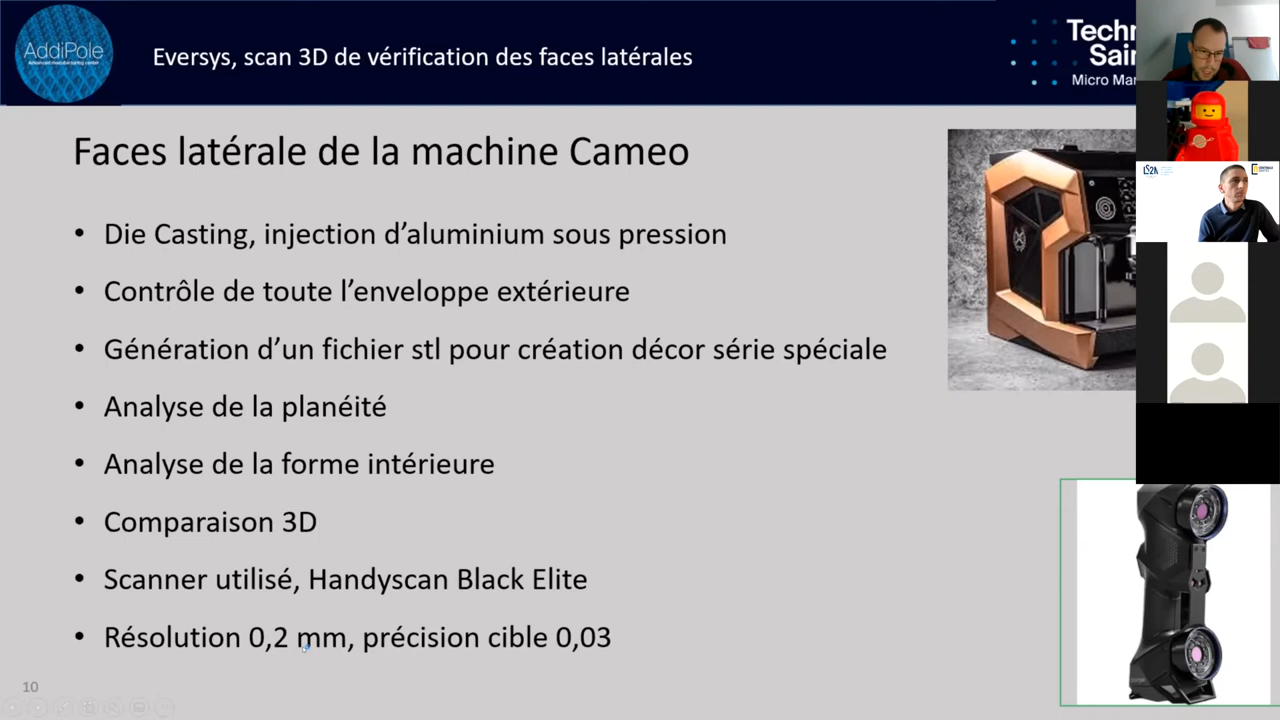 AddiPole
Advanced manufacturing center
Eversys, scan 3D de vérification des faces latérales
Techn
Sain
Micro Man
Faces latérale de la machine Cameo
• Die Casting, injection d’aluminium sous pression
• Contrôle de toute l’enveloppe extérieure
• Génération d’un fichier stl pour création décor série spéciale
• Analyse de la planéité
• Analyse de la forme intérieure
• Comparaison 3D
• Scanner utilisé, Handyscan Black Elite
• Résolution 0,2 mm, précision cible 0,03
10